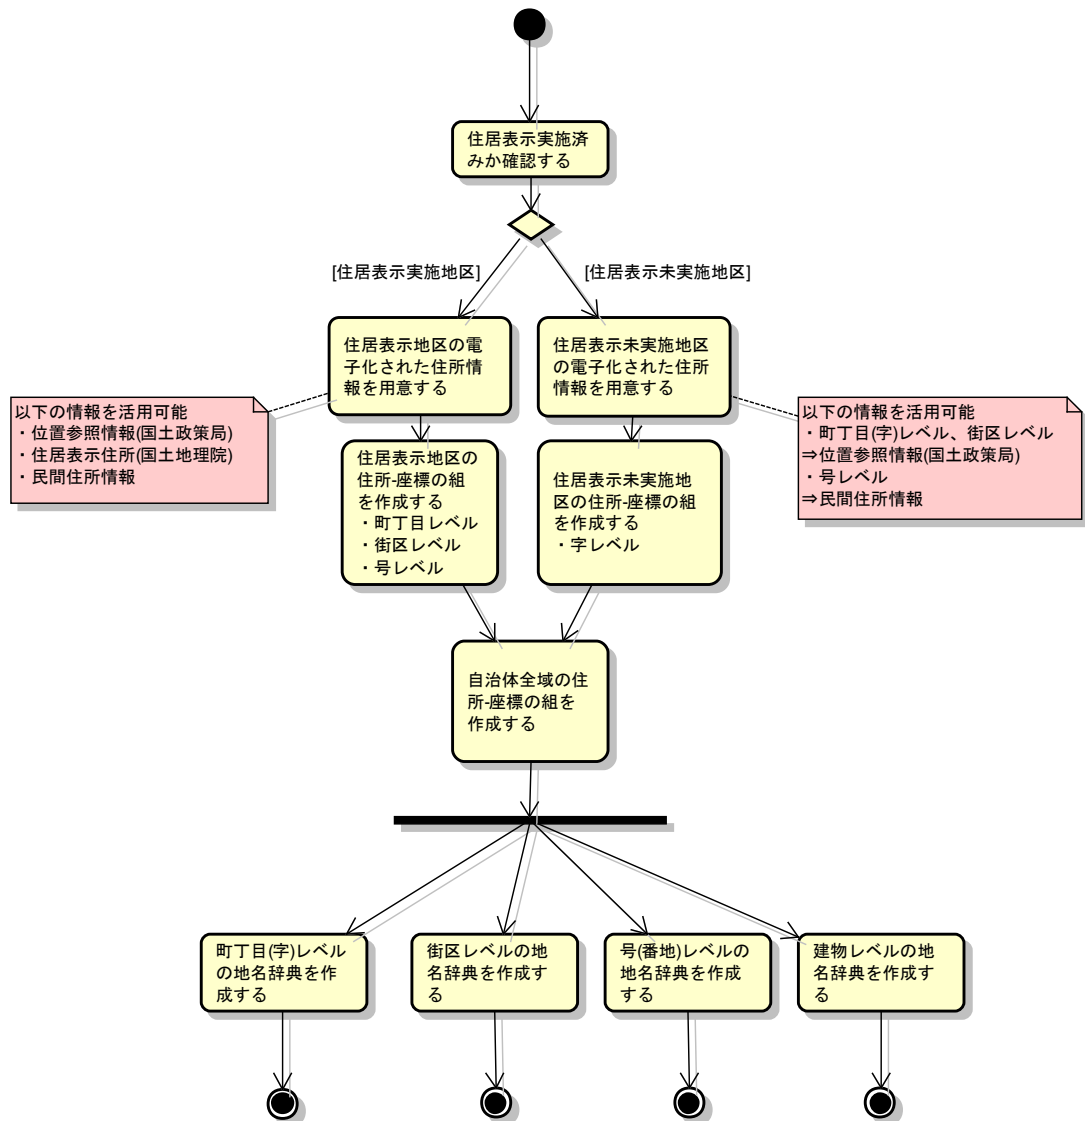 住居表示実施済
みか確認する
[住居表示実施地区]
[住居表示未実施地区]
住居表示地区の電
子化された住所情
報を用意する
住居表示未実施地区
の電子化された住所
情報を用意する
以下の情報を活用可能
・位置参照情報(国土政策局)
・住居表示住所(国土地理院)
・民間住所情報
以下の情報を活用可能
・町丁目(字)レベル、街区レベル
⇒位置参照情報(国土政策局)
・号レベル
⇒民間住所情報
住居表示地区の
住所-座標の組
を作成する
・町丁目レベル
・街区レベル
・号レベル
住居表示未実施地
区の住所-座標の組
を作成する
・字レベル
自治体全域の住
所-座標の組を
作成する
町丁目(字)レベル
の地名辞典を作
成する
街区レベルの地
名辞典を作成す
る
号(番地)レベルの
地名辞典を作成
する
建物レベルの地
名辞典を作成す
る